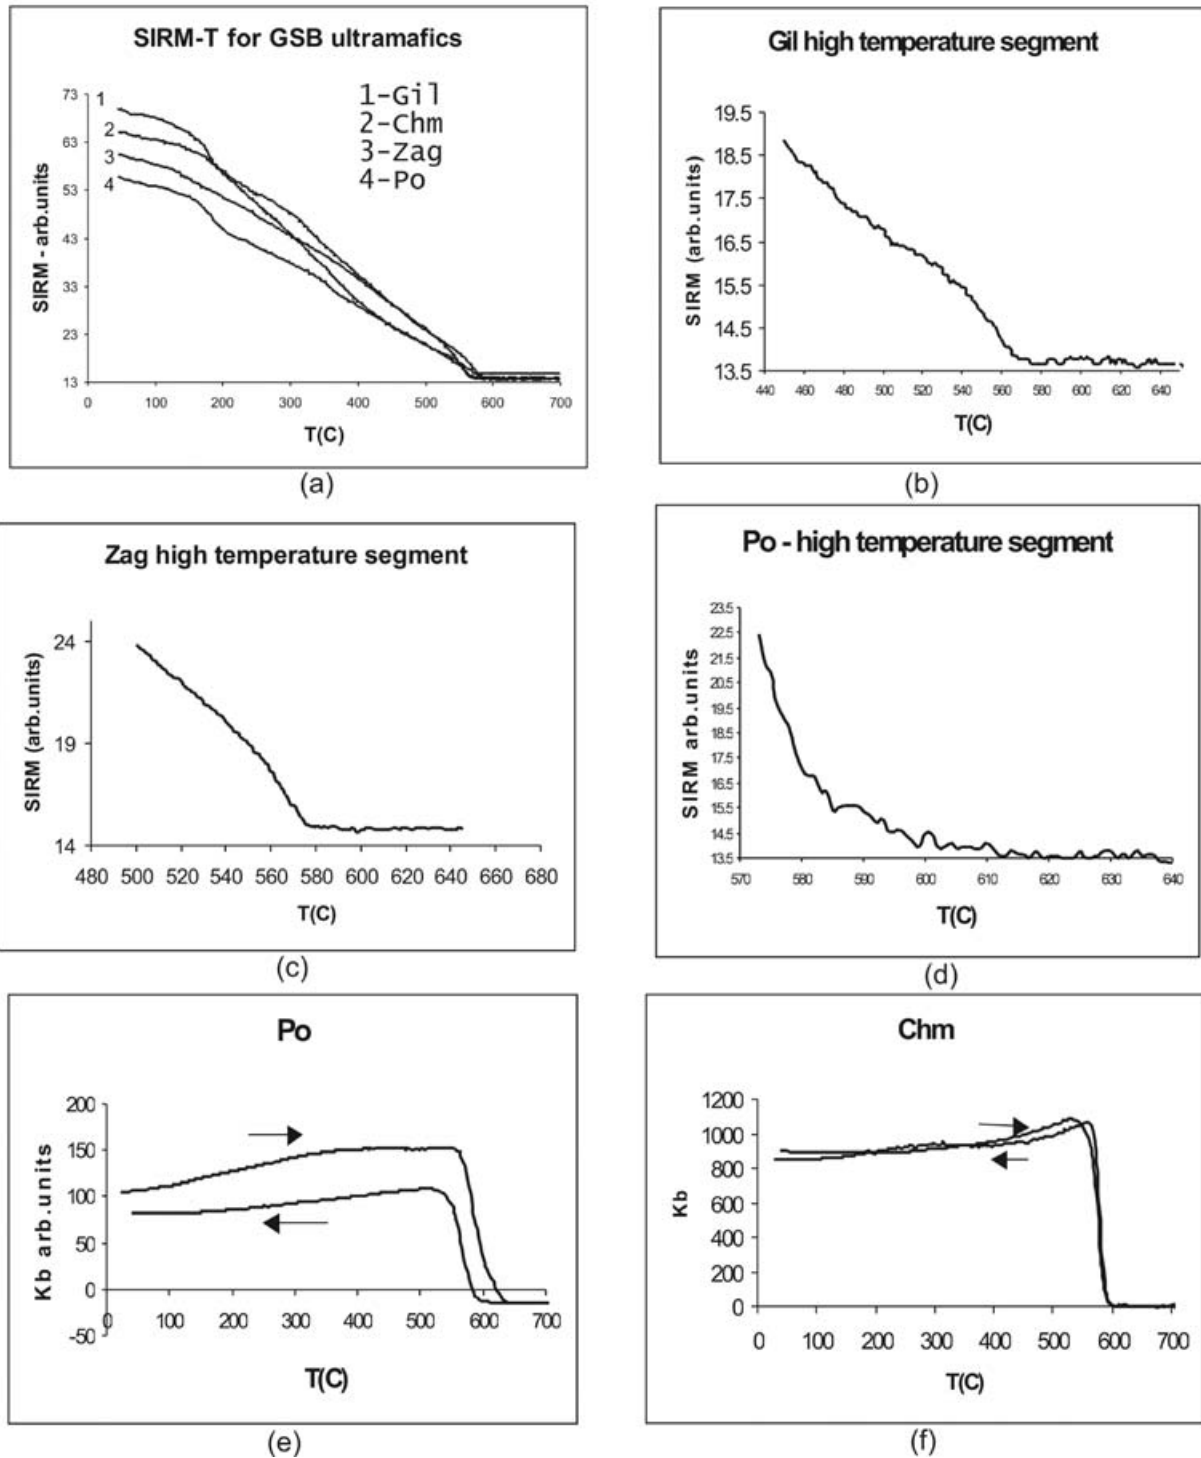 SIRM-T for GSB ultramafics
1-Gil
2-Chm
3-Zag
4-Po
73
63
53
43
33
23
13
1
2
3
4
SIRM - arb.units
0 100 200 300 400 500 600 700
T(C)
(a)
Gil high temperature segment
19.5
18.5
17.5
16.5
15.5
14.5
13.5
SIRM (arb.units)
440 460 480 500 520 540 560 580 600 620 640
T(C)
(b)
Zag high temperature segment
24
19
14
SIRM (arb.units)
480 500 520 540 560 580 600 620 640 660 680
T(C)
(c)
Po - high temperature segment
23.5
22.5
21.5
20.5
19.5
18.5
17.5
16.5
15.5
14.5
13.5
SIRM arb.units
570 580 590 600 610 620 630 640
T(C)
(d)
Po
200
150
100
50
0
-50
Kb arb.units
0 100 200 300 400 500 600 700
T(C)
(e)
Chm
1200
1000
800
600
400
200
0
Kb
0 100 200 300 400 500 600 700
T(C)
(f)